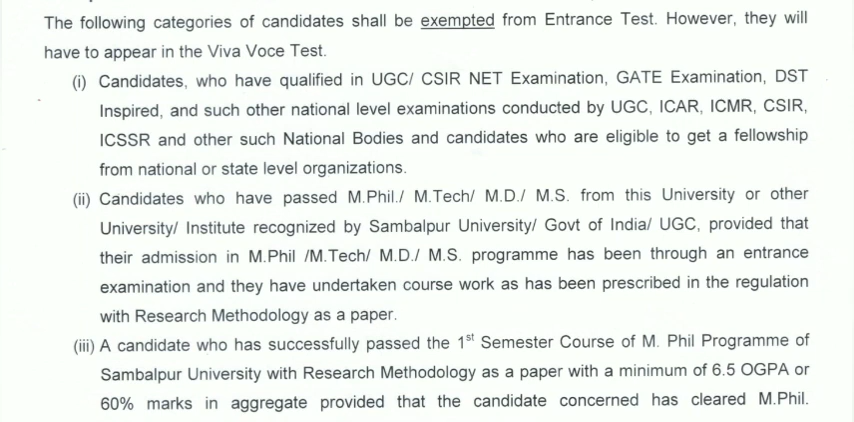 The following categories of candidates shall be exempted from Entrance Test. However, they will
have to appear in the Viva Voce Test.
(i) Candidates, who have qualified in UGC/ CSIR NET Examination, GATE Examination, DST
Inspired, and such other national level examinations conducted by UGC, ICAR, ICMR, CSIR,
ICSSR and other such National Bodies and candidates who are eligible to get a fellowship
from national or state level organizations.
(ii) Candidates who have passed M.Phil./ M.Tech/ M.D./ M.S. from this University or other
University/ Institute recognized by Sambalpur University/ Govt of India/ UGC, provided that
their admission in M.Phil /M.Tech/ M.D./ M.S. programme has been through an entrance
examination and they have undertaken course work as has been prescribed in the regulation
with Research Methodology as a paper.
(iii) A candidate who has successfully passed the 1st Semester Course of M. Phil Programme of
Sambalpur University with Research Methodology as a paper with a minimum of 6.5 OGPA or
60% marks in aggregate provided that the candidate concerned has cleared M.Phil.